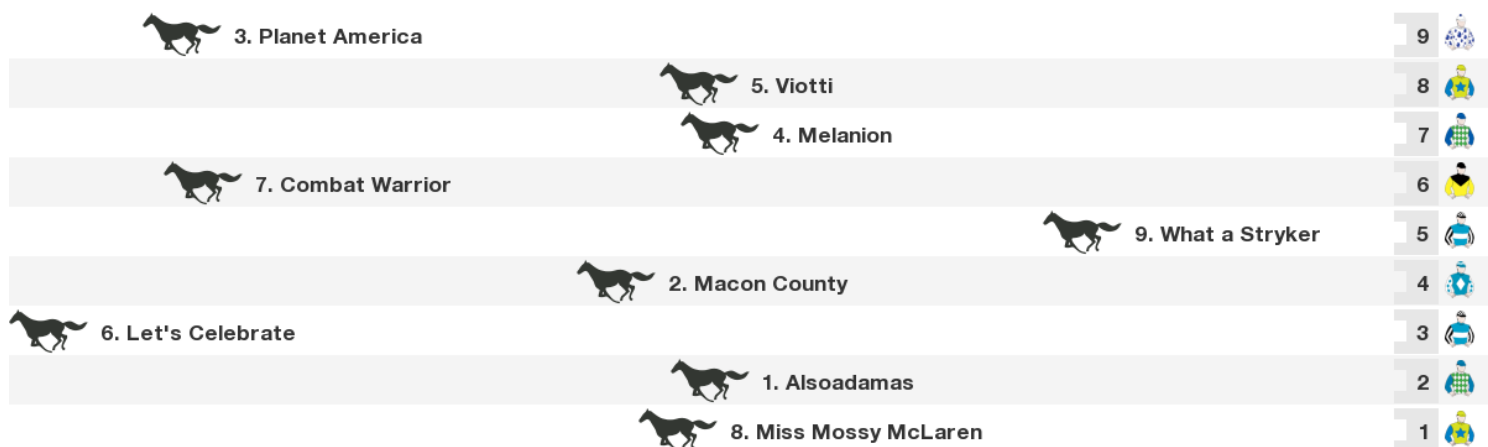 3. Planet America 9
5. Viotti 8
4. Melanion 7
7. Combat Warrior 6
9. What a Stryker 5
2. Macon County 4
6. Let's Celebrate 3
1. Alsoadamas 2
8. Miss Mossy McLaren 1